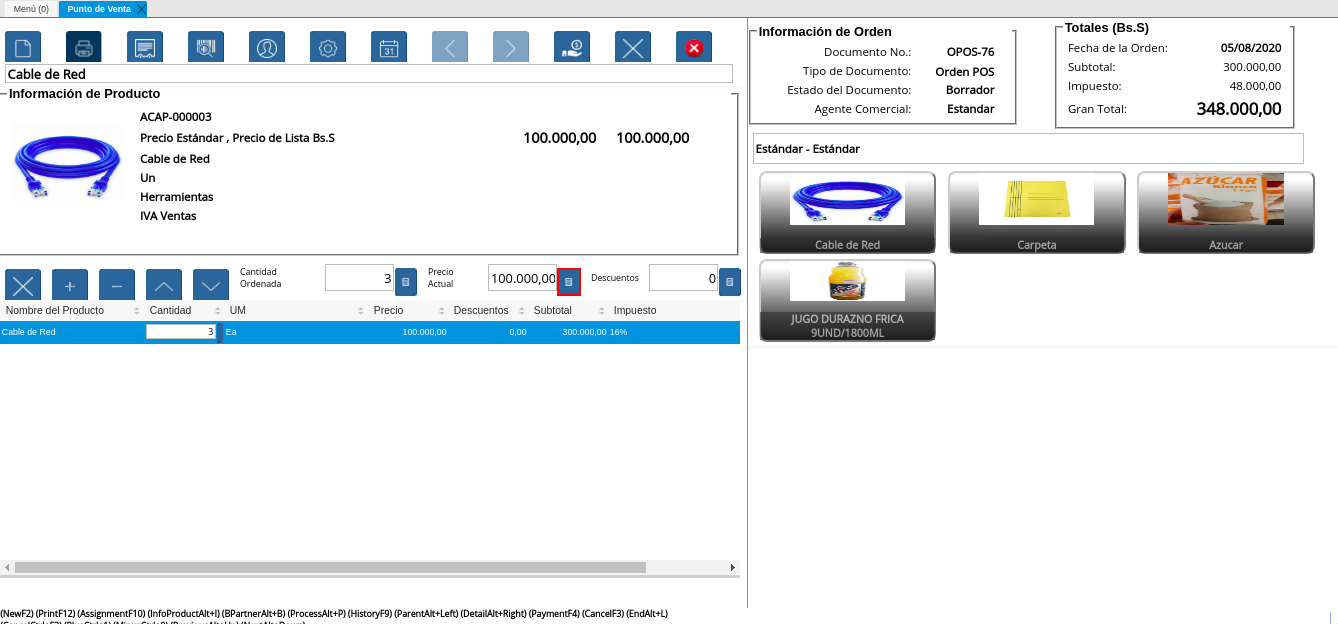 Menú (0)
Punto de Venta
31
Cable de Red
Información de Producto
ACAP-000003
Precio Estándar , Precio de Lista Bs.S 100.000,00 100.000,00
Cable de Red
Un
Herramientas
IVA Ventas
Cantidad Ordenada 3
Precio Actual 100.000,00
Descuentos 0
Nombre del Producto Cantidad UM Precio Descuentos Subtotal Impuesto
Cable de Red 3 Ea 100.000,00 0,00 300.000,00 16%
(NewF2) (PrintF12) (AssignmentF10) (InfoProductAlt+I) (BPartnerAlt+B) (ProcessAlt+P) (HistoryF9) (ParentAlt+Left) (DetailAlt+Right) (PaymentF4) (CancelF3) (EndAlt+L)
Información de Orden
Documento No.: OPOS-76
Tipo de Documento: Orden POS
Estado del Documento: Borrador
Agente Comercial: Estandar
Totales (Bs.S)
Fecha de la Orden: 05/08/2020
Subtotal: 300.000,00
Impuesto: 48.000,00
Gran Total: 348.000,00
Estándar - Estándar
Cable de Red
Carpeta
AZÚCAR
Blanca
Azucar
JUGO DURAZNO FRICA
9UND/1800ML